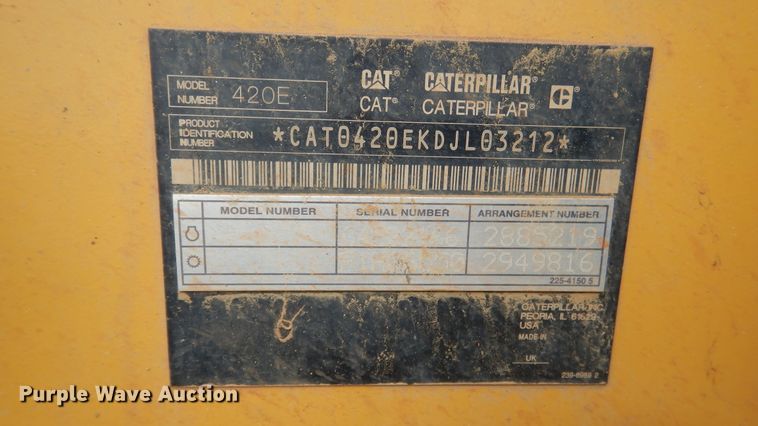 MODEL NUMBER 420E
CAT CATERPILLAR
CAT® CATERPILLAR® C
PRODUCT IDENTIFICATION NUMBER *CAT0420EKDJL03212*
MODEL NUMBER SERIAL NUMBER ARRANGEMENT NUMBER
2885219
2949816
225-4150 5
CATERPILLAR INC.
PEORIA, IL 61629
USA
MADE IN
UK
Purple Wave Auction